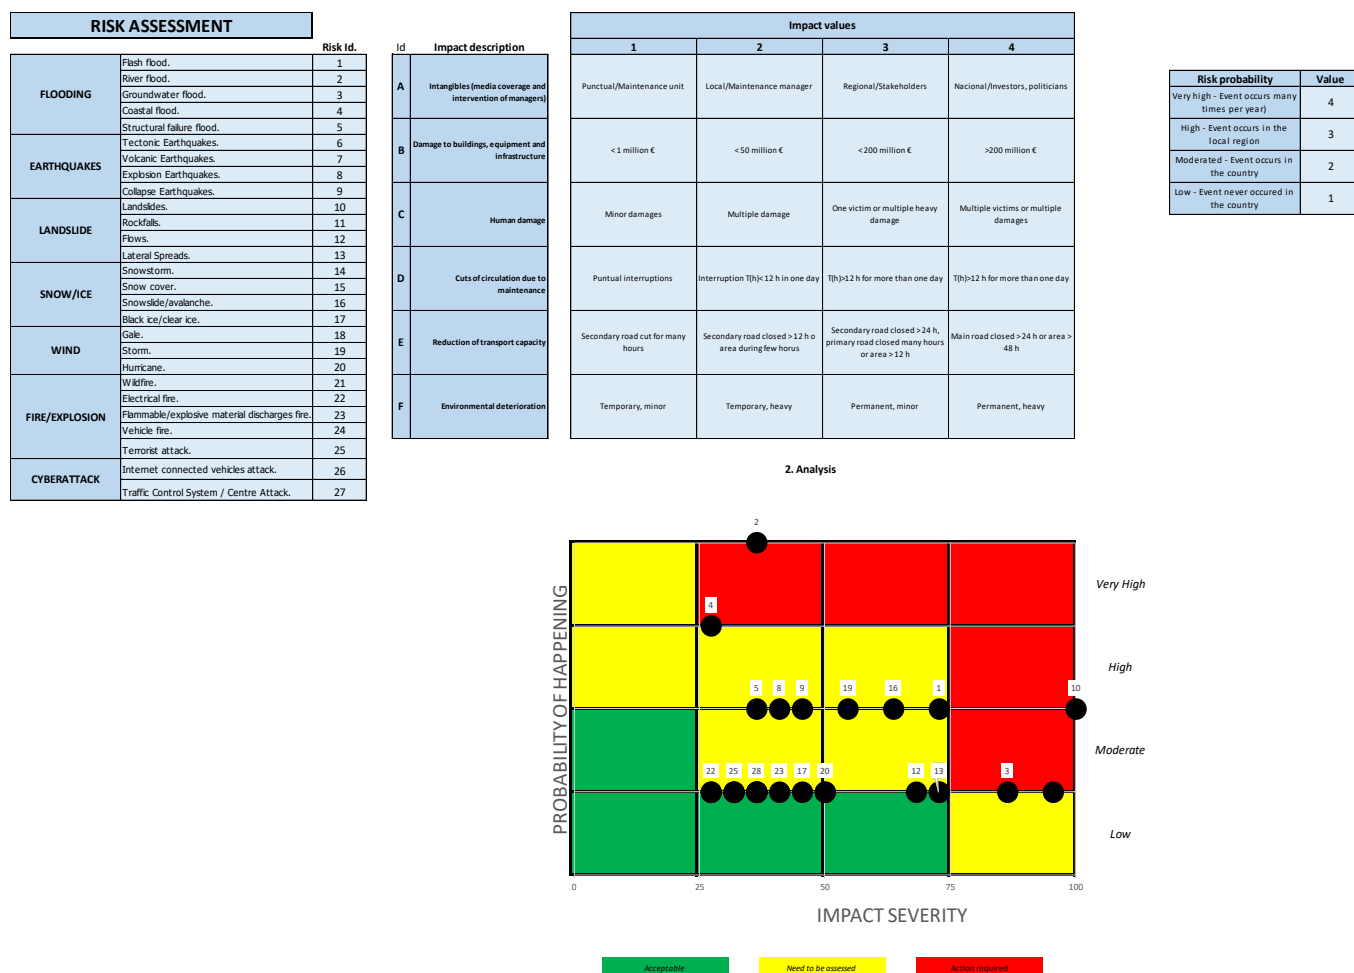 RISK ASSESSMENT
Risk Id.
FLOODING
Flash flood. 1
River flood. 2
Groundwater flood. 3
Coastal flood. 4
Structural failure flood. 5
EARTHQUAKES
Tectonic Earthquakes. 6
Volcanic Earthquakes. 7
Explosion Earthquakes. 8
Collapse Earthquakes. 9
LANDSLIDE
Landslides. 10
Rockfalls. 11
Flows. 12
Lateral Spreads. 13
SNOW/ICE
Snowstorm. 14
Snow cover. 15
Snowslide/avalanche. 16
Black ice/clear ice. 17
WIND
Gale. 18
Storm. 19
Hurricane. 20
FIRE/EXPLOSION
Wildfire. 21
Electrical fire. 22
Flammable/explosive material discharges fire. 23
Vehicle fire. 24
Terrorist attack. 25
CYBERATTACK
Internet connected vehicles attack. 26
Traffic Control System / Centre Attack. 27
Impact values
Id Impact description 1 2 3 4
A
Intangibles (media coverage and
intervention of managers)
Punctual/Maintenance unit
Local/Maintenance manager
Regional/Stakeholders
Nacional/Investors, politicians
B
Damage to buildings, equipment and
infrastructure
<1 million €
<50 million €
<200 million €
>200 million €
C
Human damage
Minor damages
Multiple damage
One victim or multiple heavy
damage
Multiple victims or multiple
damages
D
Cuts of circulation due to
maintenance
Puntual interruptions
Interruption T(h)<12 h in one day
T(h)>12 h for more than one day
T(h)>12 h for more than one day
E
Reduction of transport capacity
Secondary road cut for many
hours
Secondary road closed >12 h o
area during few horus
Secondary road closed >24 h,
primary road closed many hours
or area >12 h
Main road closed >24 h or area >
48 h
F
Environmental deterioration
Temporary, minor
Temporary, heavy
Permanent, minor
Permanent, heavy
Risk probability Value
Very high - Event occurs many
times per year)
4
High - Event occurs in the
local region
3
Moderated - Event occurs in
the country
2
Low - Event never occured in
the country
1
2. Analysis
PROBABILITY OF HAPPENING
2
Very High
4
High
5 8 9 19 16 1 10
Moderate
22 25 28 23 17 20 12 13 3
Low
0 25 50 75 100
IMPACT SEVERITY
Acceptable
Need to be assessed
Action required